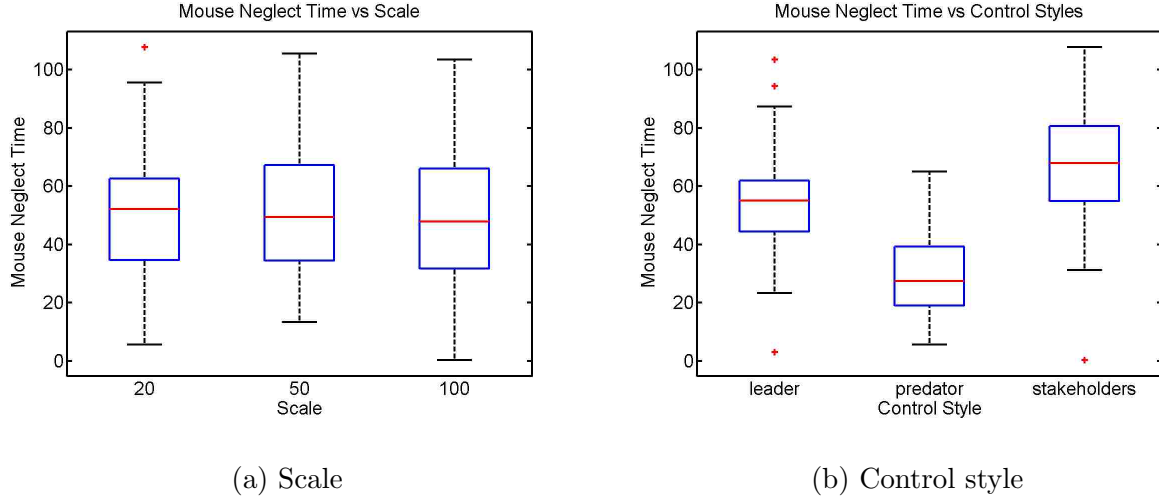 Mouse Neglect Time vs Scale
Mouse Neglect Time
100
80
60
40
20
0
20 50 100
Scale
(a) Scale
Mouse Neglect Time vs Control Styles
Mouse Neglect Time
100
80
60
40
20
0
leader predator stakeholders
Control Style
(b) Control style